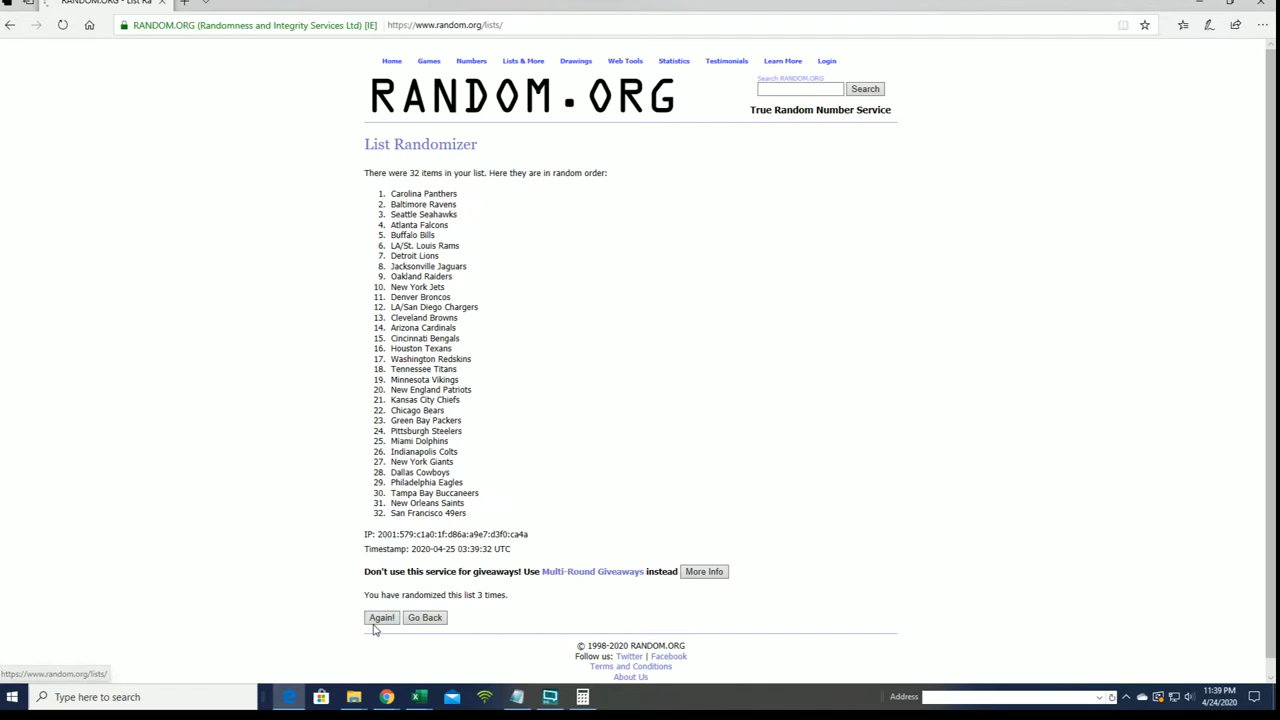 RANDOM.ORG - List Ra
RANDOM.ORG (Randomness and Integrity Services Ltd) [IE] https://www.random.org/lists/
Home Games Numbers Lists & More Drawings Web Tools Statistics Testimonials Learn More Login
RANDOM.ORG
Search RANDOM.ORG
Search
True Random Number Service
List Randomizer
There were 32 items in your list. Here they are in random order:
1. Carolina Panthers
2. Baltimore Ravens
3. Seattle Seahawks
4. Atlanta Falcons
5. Buffalo Bills
6. LA/St. Louis Rams
7. Detroit Lions
8. Jacksonville Jaguars
9. Oakland Raiders
10. New York Jets
11. Denver Broncos
12. LA/San Diego Chargers
13. Cleveland Browns
14. Arizona Cardinals
15. Cincinnati Bengals
16. Houston Texans
17. Washington Redskins
18. Tennessee Titans
19. Minnesota Vikings
20. New England Patriots
21. Kansas City Chiefs
22. Chicago Bears
23. Green Bay Packers
24. Pittsburgh Steelers
25. Miami Dolphins
26. Indianapolis Colts
27. New York Giants
28. Dallas Cowboys
29. Philadelphia Eagles
30. Tampa Bay Buccaneers
31. New Orleans Saints
32. San Francisco 49ers
IP: 2001:579:c1a0:1f:d86a:a9e7:d3f0:ca4a
Timestamp: 2020-04-25 03:39:32 UTC
Don't use this service for giveaways! Use Multi-Round Giveaways instead More Info
You have randomized this list 3 times.
Again! Go Back
© 1998-2020 RANDOM.ORG
Follow us: Twitter | Facebook
Terms and Conditions
About Us
https://www.random.org/lists/
Type here to search
Address
11:39 PM
4/24/2020